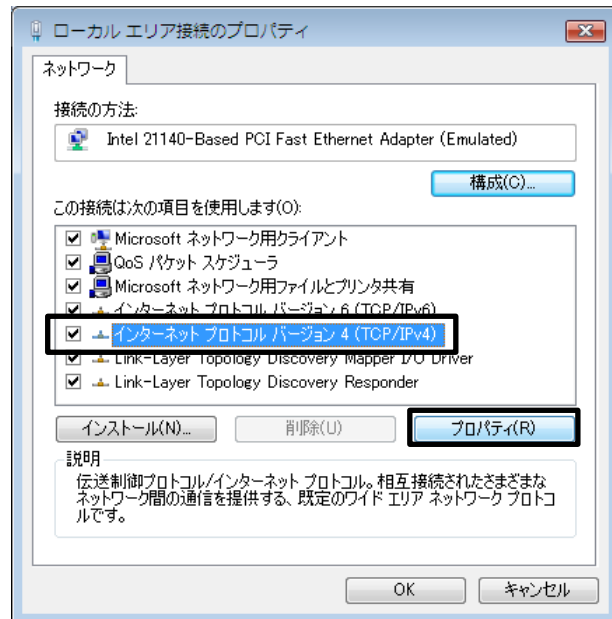 ローカル エリア接続のプロパティ
ネットワーク
接続の方法:
Intel 21140-Based PCI Fast Ethernet Adapter (Emulated)
構成(C)...
この接続は次の項目を使用します(O):
Microsoft ネットワーク用クライアント
QoS パケット スケジューラ
Microsoft ネットワーク用ファイルとプリンタ共有
インターネット プロトコル バージョン 6 (TCP/IPv6)
インターネット プロトコル バージョン 4 (TCP/IPv4)
Link-Layer Topology Discovery Mapper I/O Driver
Link-Layer Topology Discovery Responder
インストール(N)...
削除(U)
プロパティ(R)
説明
伝送制御プロトコル/インターネット プロトコル。相互接続されたさまざまな
ネットワーク間の通信を提供する、既定のワイド エリア ネットワーク プロトコ
ルです。
OK
キャンセル